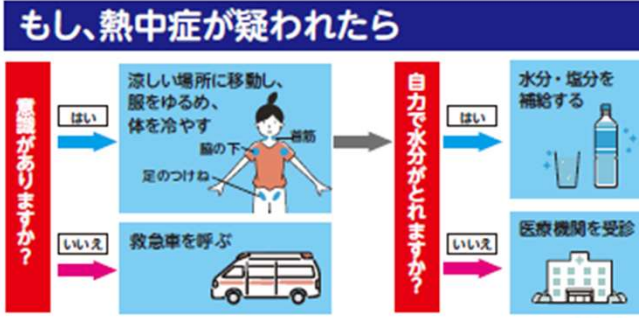 もし、熱中症が疑われたら
意識がありますか?
はい
涼しい場所に移動し、
服をゆるめ、
体を冷やす
首筋
脇の下
足のつけね
いいえ
救急車を呼ぶ
自力で水分がとれますか?
はい
水分・塩分を
補給する
いいえ
医療機関を受診